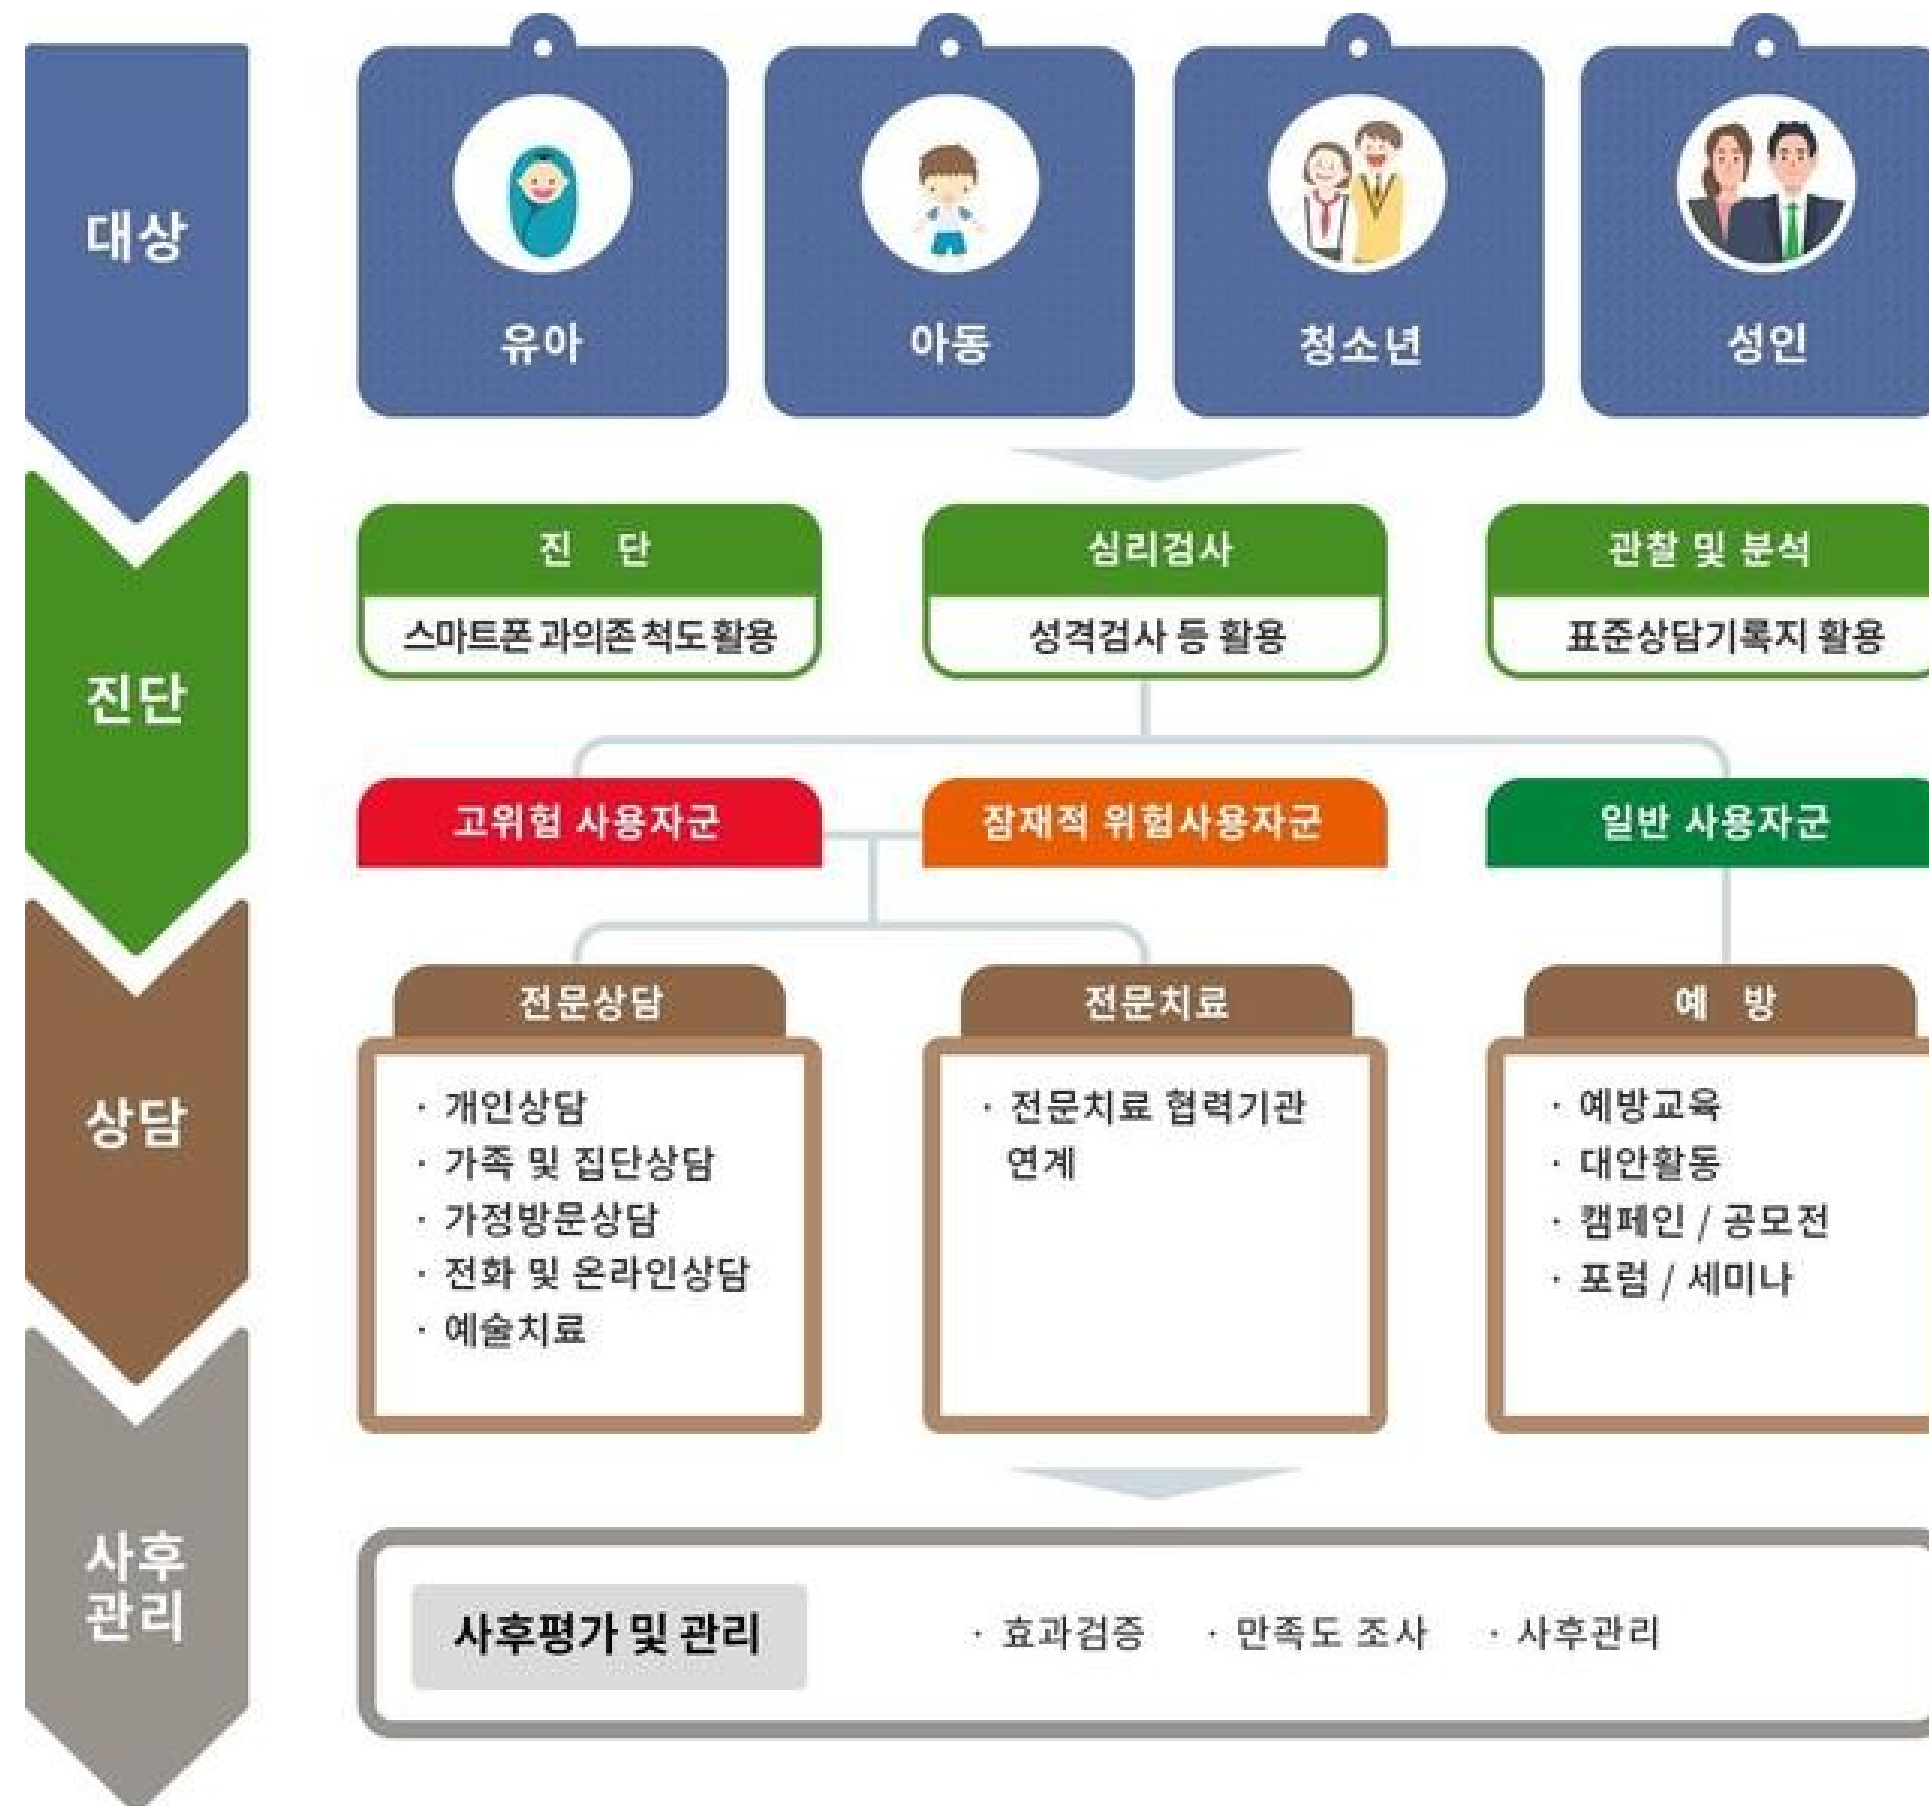 대상
유아
아동
청소년
성인
진단
진 단
스마트폰 과의존 척도 활용
심리검사
성격검사 등 활용
관찰 및 분석
표준상담기록지 활용
고위험 사용자군
잠재적 위험사용자군
일반 사용자군
상담
전문상담
· 개인상담
· 가족 및 집단상담
· 가정방문상담
· 전화 및 온라인상담
· 예술치료
전문치료
· 전문치료 협력기관
연계
예 방
· 예방교육
· 대안활동
· 캠페인 / 공모전
· 포럼 / 세미나
사후
관리
사후평가 및 관리
· 효과검증 · 만족도 조사 · 사후관리